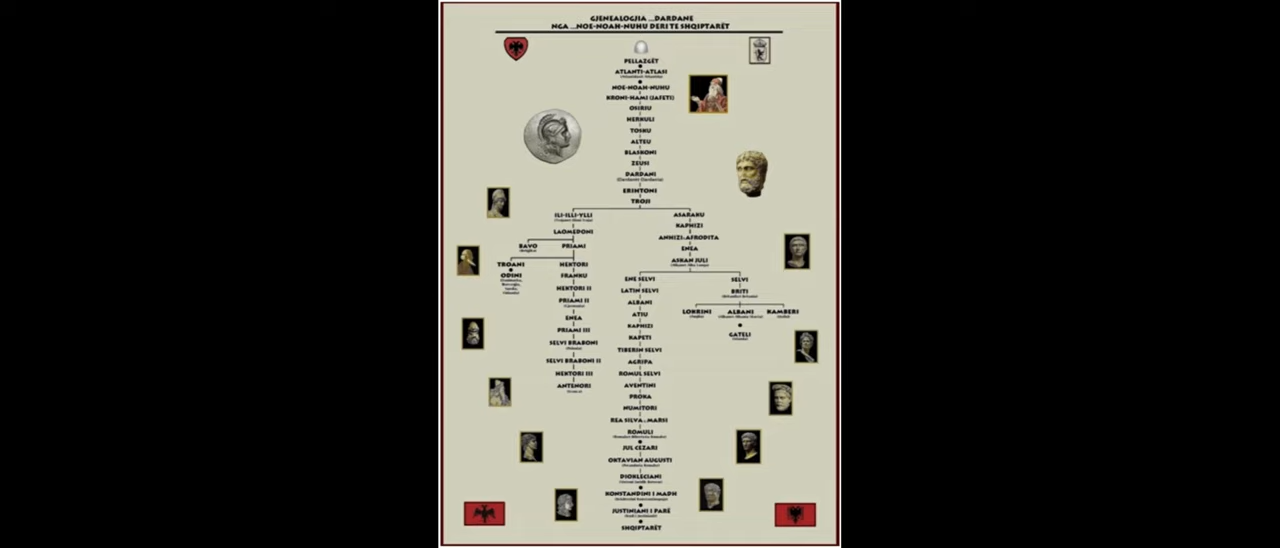 GJENEALOGJIA ...DARDANE
NGA ...NOE-NOAH-NUHU DERI TE SHQIPTARËT
PELLAZGËT
ATLANTI-ATLASI
NOE-NOAH-NUHU
KRONI-HAMI (JAFETI)
OSIRIU
HERKULI
TOSKU
ALTEU
BLASKONI
ZEUSI
DARDANI
ERIHTONI
TROJI
ILI-ILLI-YLLI
ASARAKU
LAOMEDONI
KAPHIZI
BAVO
PRIAMI
ANHIZI-AFRODITA
ENEA
TROANI
HEKTORI
ASKAN JULI
ODINI
FRANKU
ENE SELVI
SELVI
HEKTORI II
LATIN SELVI
BRITI
PRIAMI II
ALBANI
LOKRINI
ALBANI
KAMBERI
ENEA
ATIU
PRIAMI III
KAPHIZI
GATELI
SELVI BRABONI
KAPETI
TIBERIN SELVI
SELVI BRABONI II
AGRIPA
HEKTORI III
ROMUL SELVI
ANTENORI
AVENTINI
PROKA
NUMITORI
REA SILVA...MARSI
ROMULI
JUL CEZARI
OKTAVIAN AUGUSTI
DIOKLECIANI
KONSTANDINI I MADH
JUSTINIANI I PARË
SHQIPTARËT